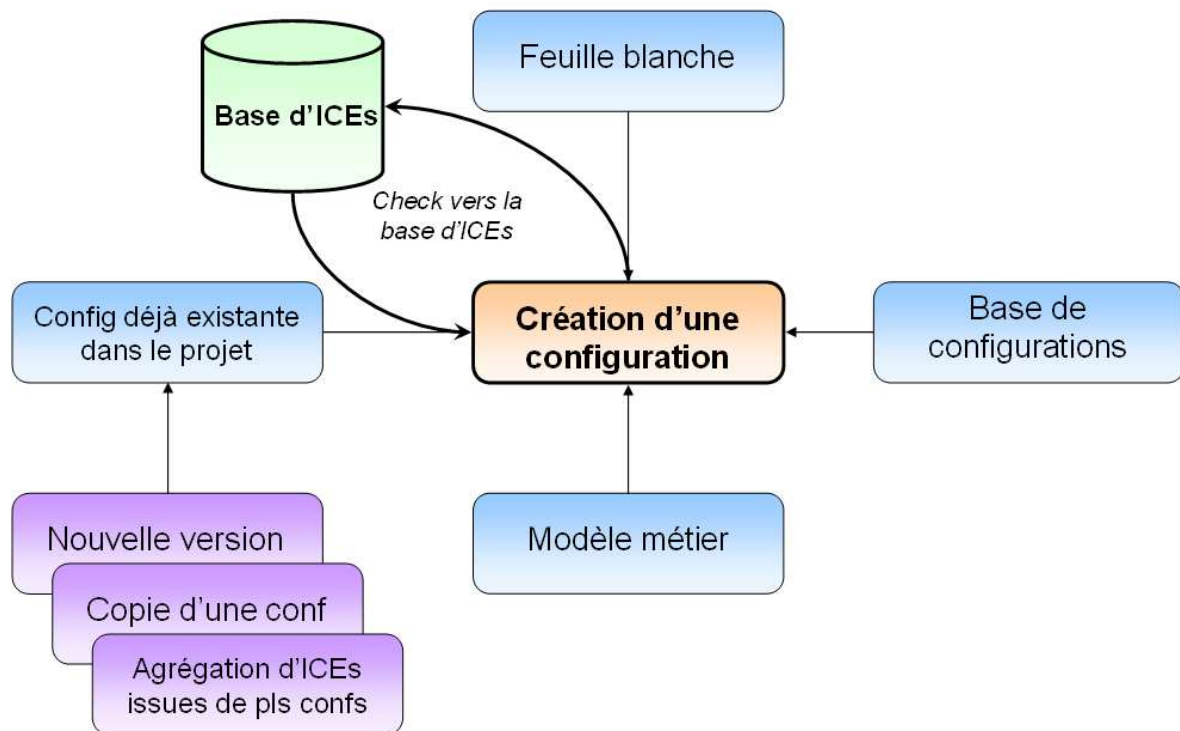 Feuille blanche
Base d'ICEs
Check vers la
base d'ICEs
Config déjà existante
dans le projet
Création d'une
configuration
Base de
configurations
Nouvelle version
Copie d'une conf
Agrégation d'ICEs
issues de pls confs
Modèle métier